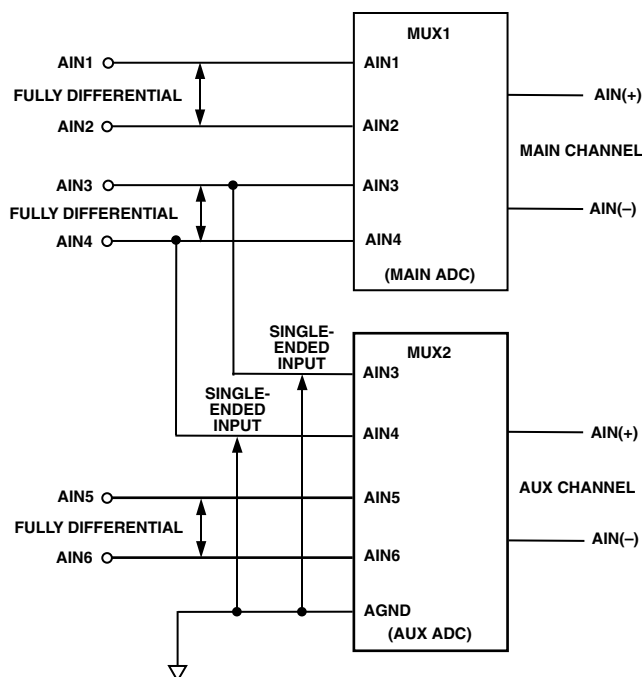 MUX1
AIN1
AIN1
AIN(+)
FULLY DIFFERENTIAL
AIN2
AIN2
MAIN CHANNEL
AIN3
AIN3
FULLY DIFFERENTIAL
AIN(–)
AIN4
AIN4
(MAIN ADC)
SINGLE-
ENDED
INPUT
MUX2
AIN3
SINGLE-
ENDED
INPUT
AIN4
AIN(+)
AIN5
AIN5
AUX CHANNEL
FULLY DIFFERENTIAL
AIN(–)
AIN6
AIN6
AGND
(AUX ADC)